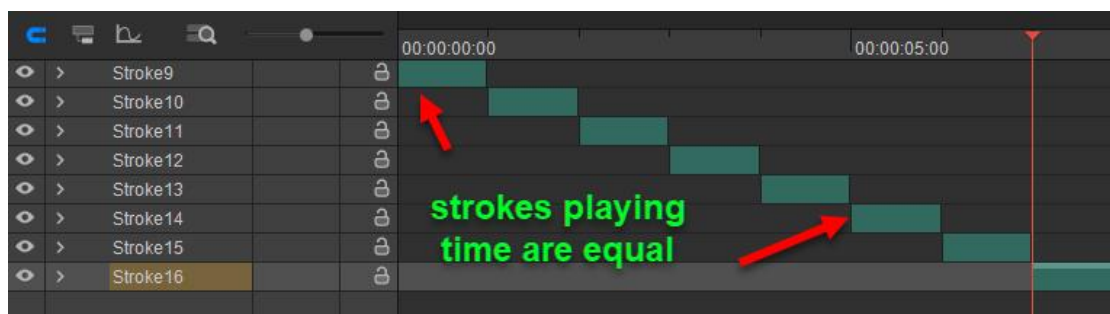 00:00:00:00 00:00:05:00
Stroke9
Stroke10
Stroke11
Stroke12
Stroke13
strokes playing
Stroke14
time are equal
Stroke15
Stroke16